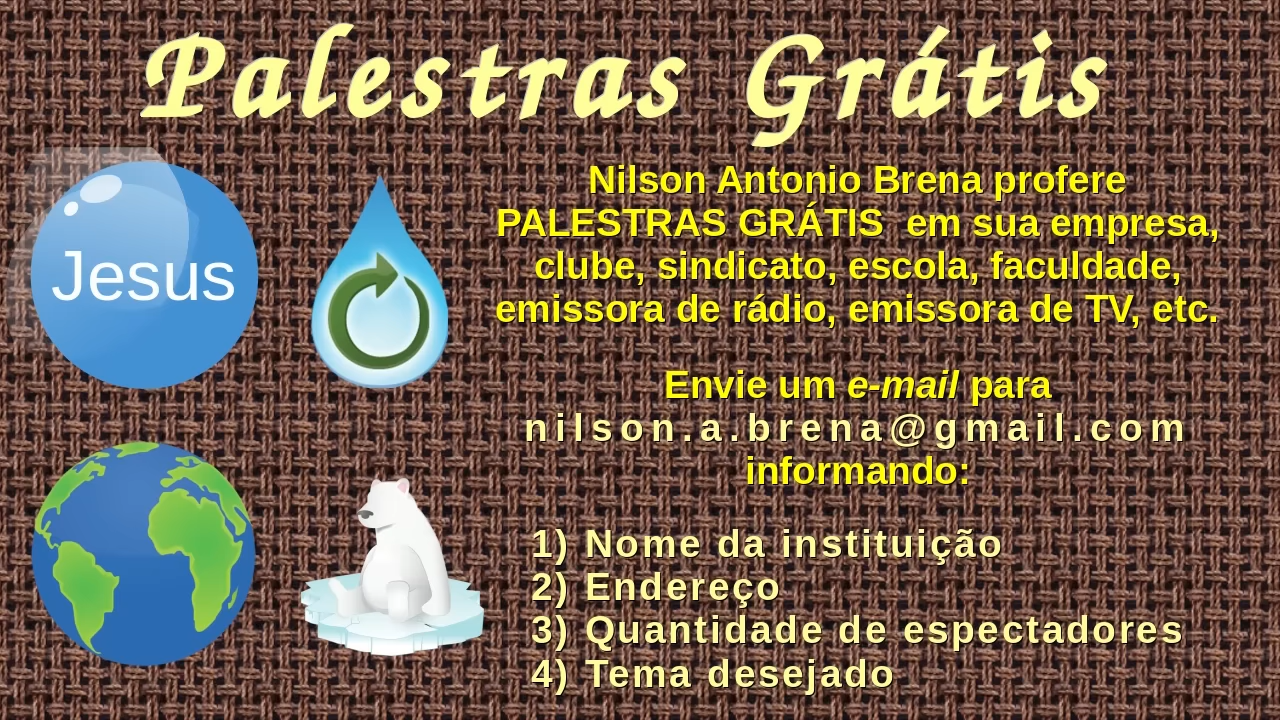 Palestras Grátis
Jesus
Nilson Antonio Brena profere
PALESTRAS GRÁTIS em sua empresa,
clube, sindicato, escola, faculdade,
emissora de rádio, emissora de TV, etc.
Envie um e-mail para
nilson.a.brena@gmail.com
informando:
1) Nome da instituição
2) Endereço
3) Quantidade de espectadores
4) Tema desejado